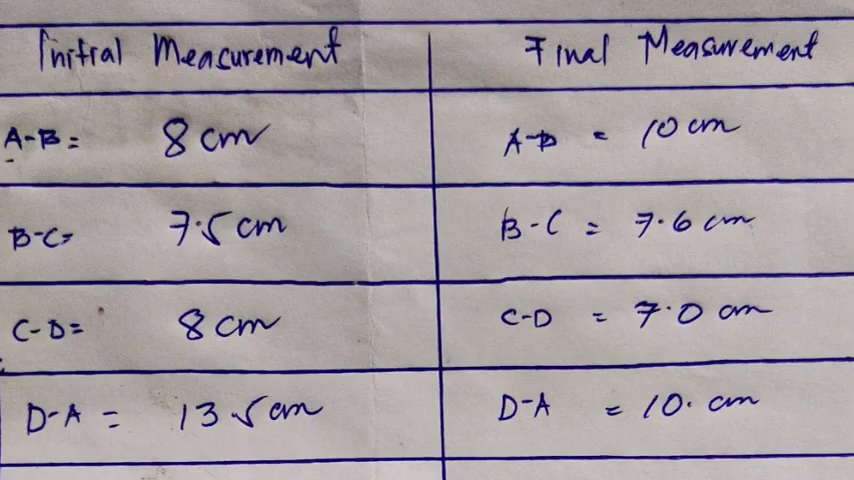 Initial Measurement Final Measurement
A-B = 8 cm A-B = 10 cm
B-C= 7.5 cm B-C = 7.6 cm
C-D= 8 cm C-D = 7.0 cm
D-A = 13.5 cm D-A = 10. cm